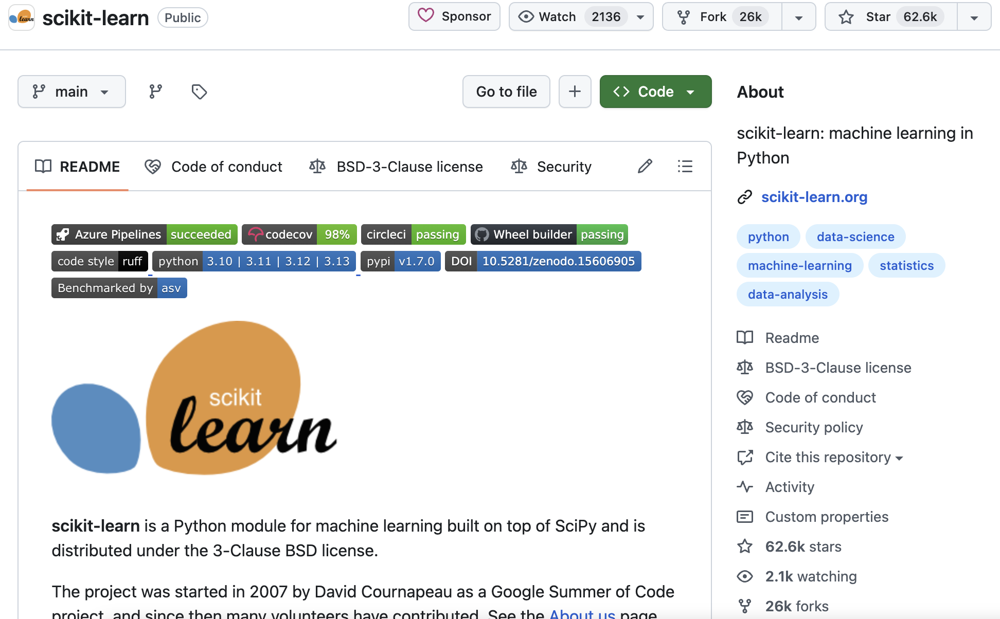 learn scikit-learn Public Sponsor Watch 2136 Fork 26k Star 62.6k
main Go to file + Code
README Code of conduct BSD-3-Clause license Security
Azure Pipelines succeeded codecov 98% circleci passing Wheel builder passing
code style ruff python 3.10 | 3.11 | 3.12 | 3.13 pypi v1.7.0 DOI 10.5281/zenodo.15606905
Benchmarked by asv
scikit
learn
scikit-learn is a Python module for machine learning built on top of SciPy and is
distributed under the 3-Clause BSD license.
The project was started in 2007 by David Cournapeau as a Google Summer of Code
project, and since then many volunteers have contributed. See the About us page
About
scikit-learn: machine learning in
Python
scikit-learn.org
python data-science
machine-learning statistics
data-analysis
Readme
BSD-3-Clause license
Code of conduct
Security policy
Cite this repository
Activity
Custom properties
62.6k stars
2.1k watching
26k forks